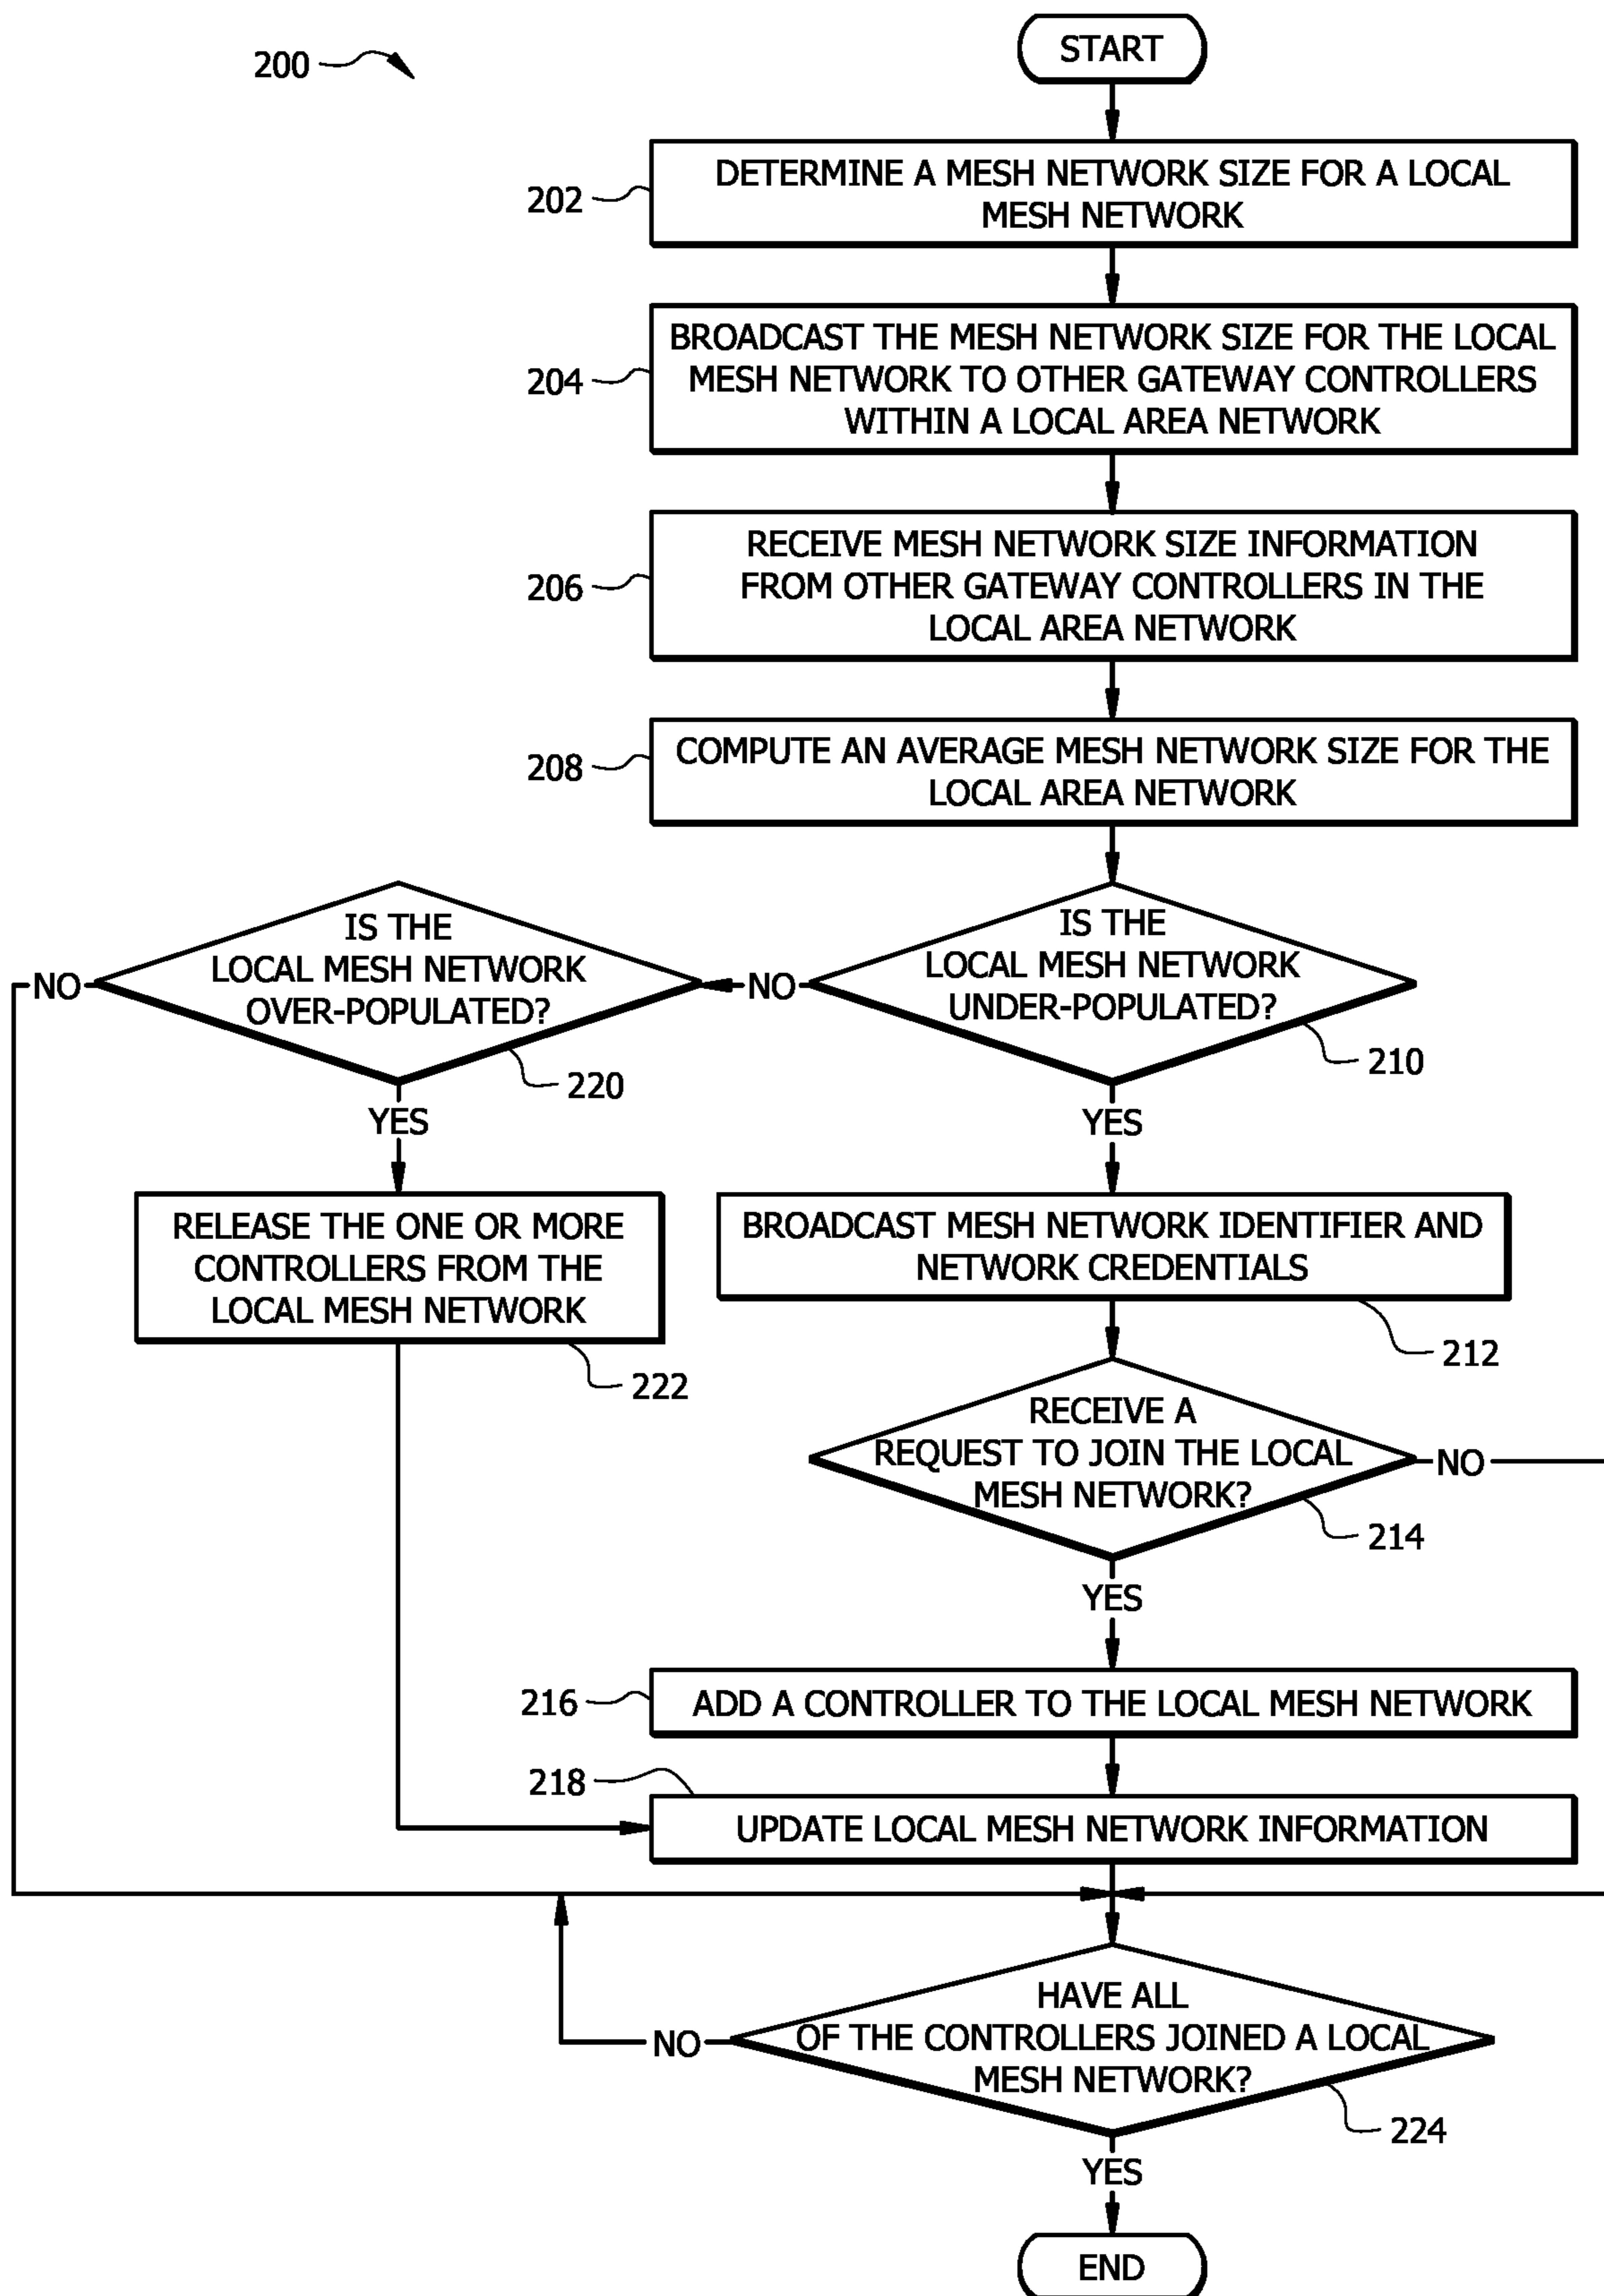 200
START
202
DETERMINE A MESH NETWORK SIZE FOR A LOCAL
MESH NETWORK
204
BROADCAST THE MESH NETWORK SIZE FOR THE LOCAL
MESH NETWORK TO OTHER GATEWAY CONTROLLERS
WITHIN A LOCAL AREA NETWORK
206
RECEIVE MESH NETWORK SIZE INFORMATION
FROM OTHER GATEWAY CONTROLLERS IN THE
LOCAL AREA NETWORK
208
COMPUTE AN AVERAGE MESH NETWORK SIZE FOR THE
LOCAL AREA NETWORK
IS THE
LOCAL MESH NETWORK
UNDER-POPULATED?
210
NO
IS THE
LOCAL MESH NETWORK
OVER-POPULATED?
220
NO
YES
RELEASE THE ONE OR MORE
CONTROLLERS FROM THE
LOCAL MESH NETWORK
222
YES
BROADCAST MESH NETWORK IDENTIFIER AND
NETWORK CREDENTIALS
212
RECEIVE A
REQUEST TO JOIN THE LOCAL
MESH NETWORK?
214
NO
YES
216
ADD A CONTROLLER TO THE LOCAL MESH NETWORK
218
UPDATE LOCAL MESH NETWORK INFORMATION
HAVE ALL
OF THE CONTROLLERS JOINED A LOCAL
MESH NETWORK?
224
NO
YES
END